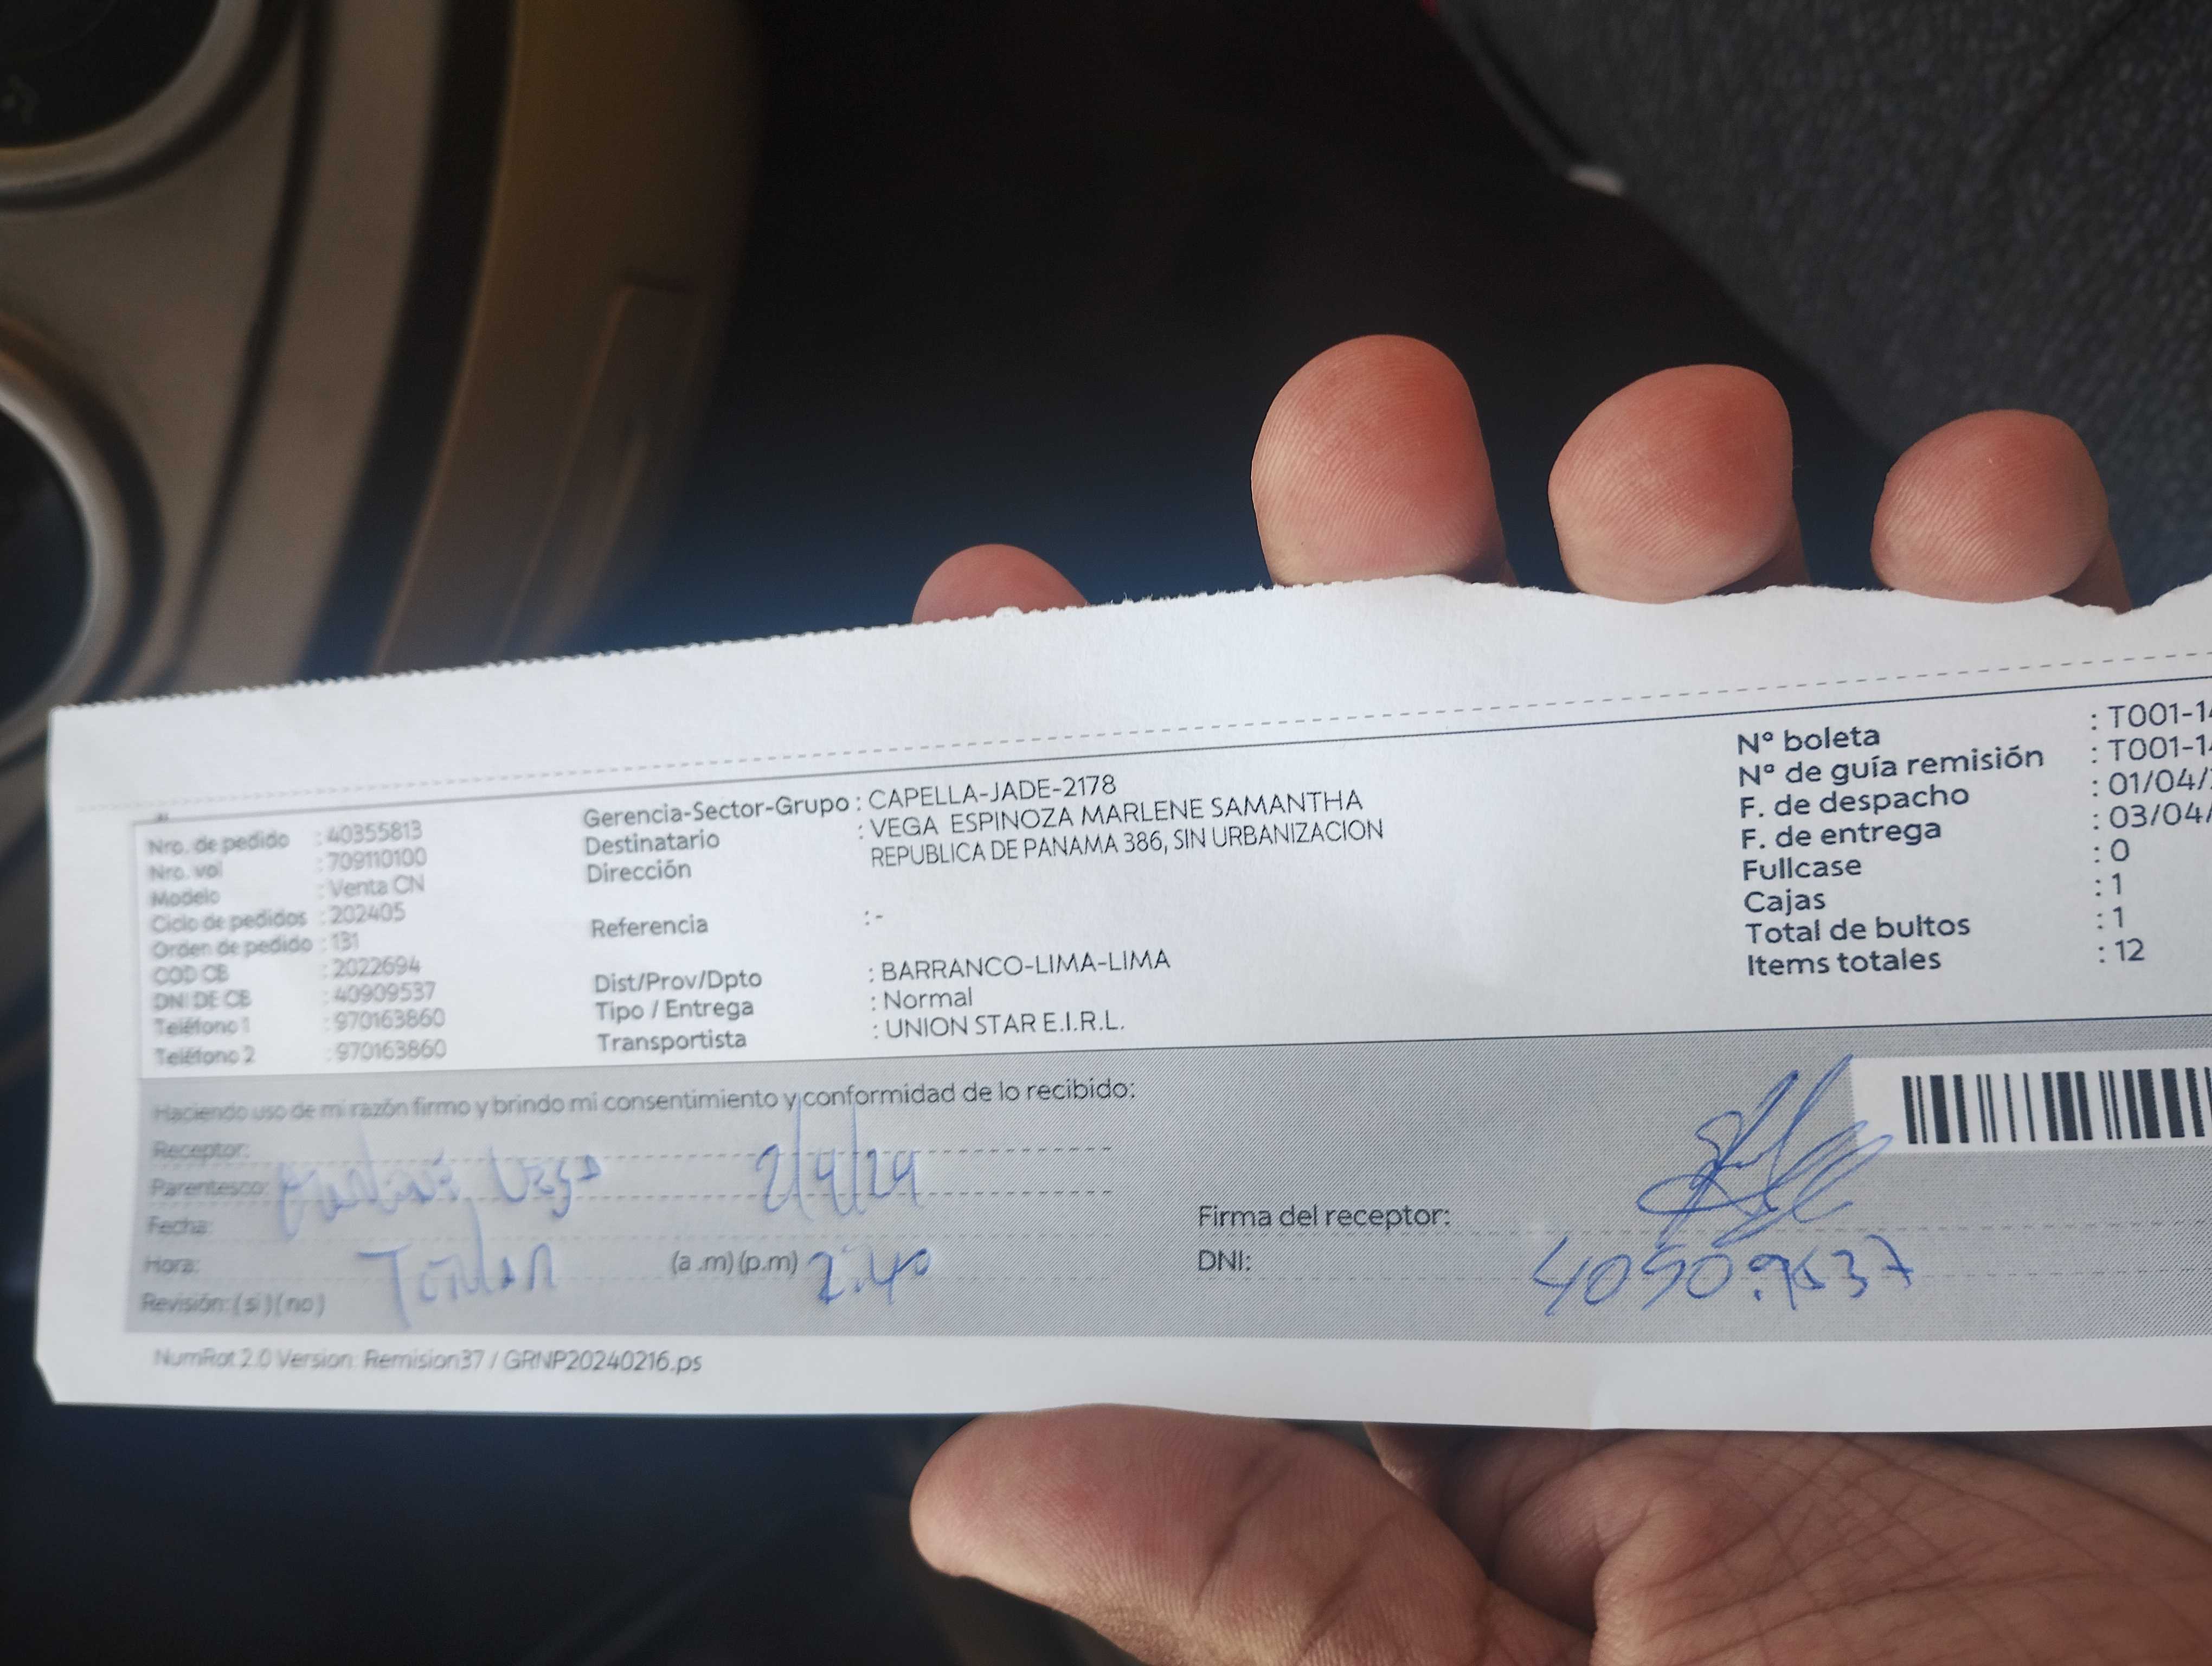 Nro. de pedido : 40355813
Nro. vol : 709110100
Modelo : Venta CN
Ciclo de pedidos : 202405
Orden de pedido : 131
COD CB : 2022694
DNI DE CB : 40909537
Teléfono 1 : 970163860
Teléfono 2 : 970163860
Gerencia-Sector-Grupo : CAPELLA-JADE-2178
Destinatario : VEGA ESPINOZA MARLENE SAMANTHA
Dirección REPUBLICA DE PANAMA 386, SIN URBANIZACION
Referencia : -
Dist/Prov/Dpto : BARRANCO-LIMA-LIMA
Tipo / Entrega : Normal
Transportista : UNION STAR E.I.R.L.
Nº boleta : T001-14
Nº de guía remisión : T001-14
F. de despacho : 01/04/
F. de entrega : 03/04/
Fullcase : 0
Cajas : 1
Total de bultos : 1
Items totales : 12
Haciendo uso de mi razón firmo y brindo mi consentimiento y conformidad de lo recibido:
Receptor:
Parentesco: Vega 2/4/24
Fecha:
Hora: Titular (a.m)(p.m) 2.40
Revisión: (si)(no)
Firma del receptor:
DNI: 40909537
NumRot 2.0 Version: Remision37 / GRNP20240216.ps